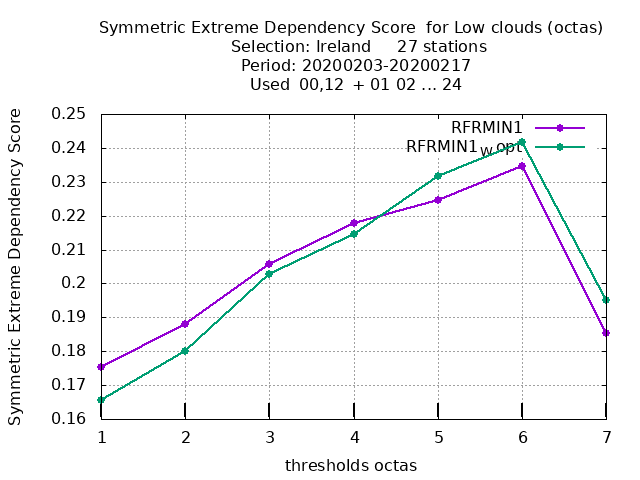 Symmetric Extreme Dependency Score for Low clouds (octas)
Selection: Ireland 27 stations
Period: 20200203-20200217
Used 00,12 + 01 02 ... 24
Symmetric Extreme Dependency Score
0.25
0.24
0.23
0.22
0.21
0.2
0.19
0.18
0.17
0.16
RFRMIN1
RFRMIN1wopt
1 2 3 4 5 6 7
thresholds octas